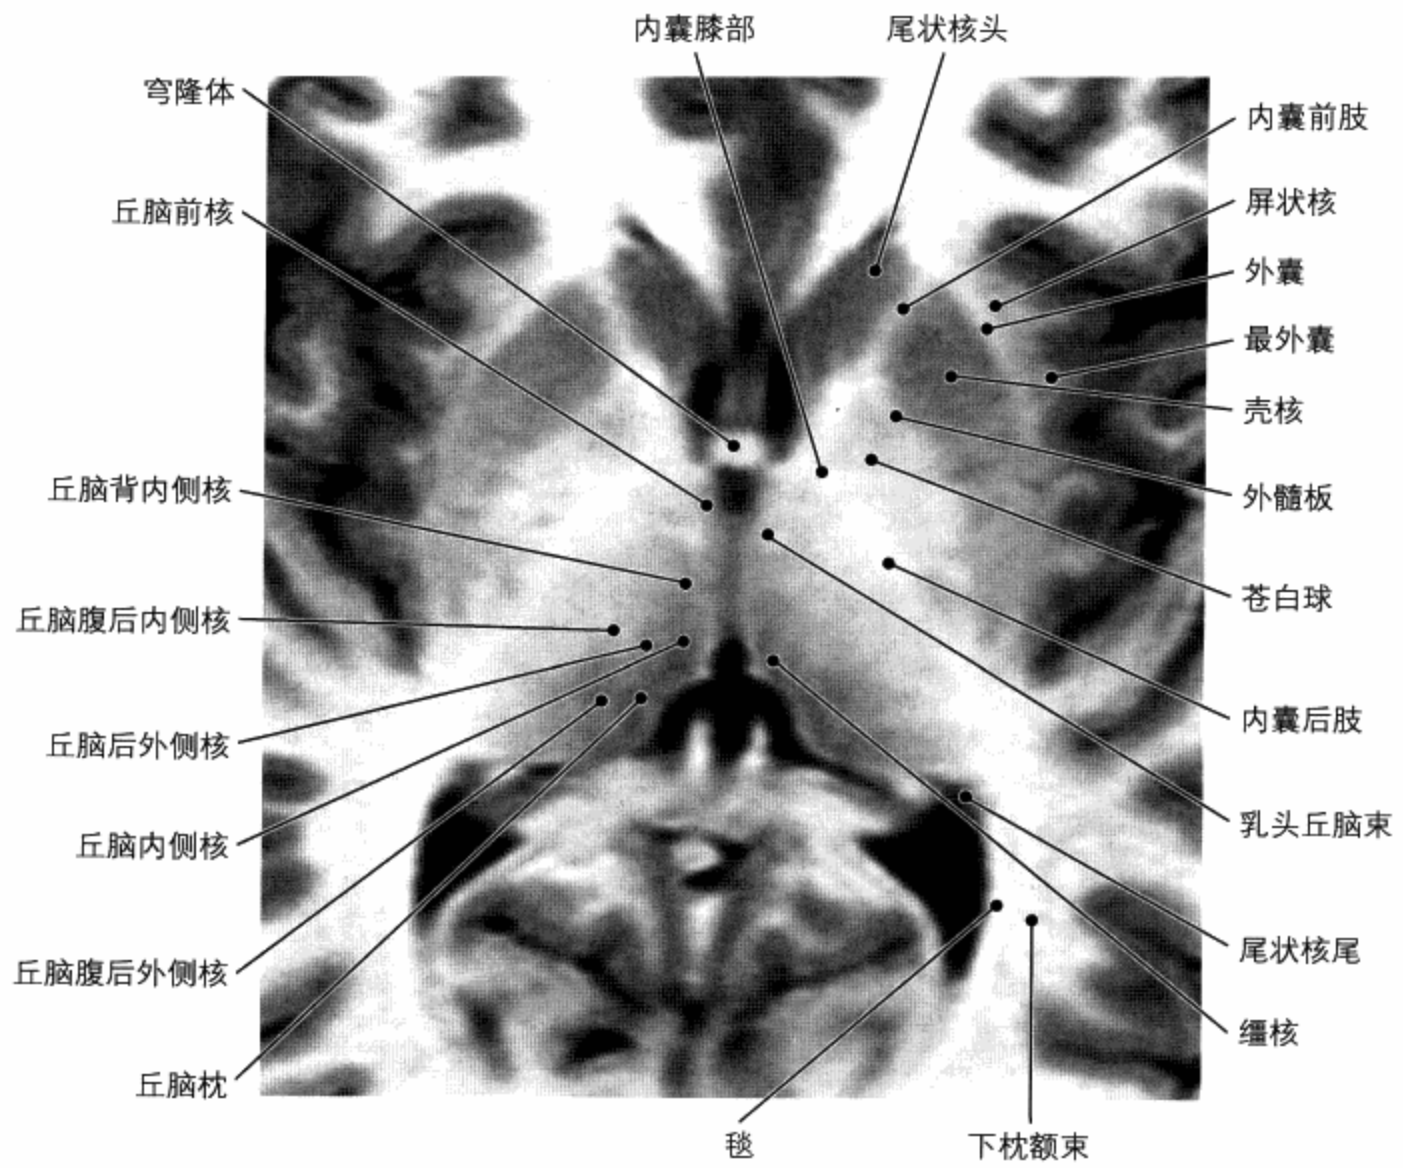 内囊膝部
尾状核头
穹隆体
丘脑前核
丘脑背内侧核
丘脑腹后内侧核
丘脑后外侧核
丘脑内侧核
丘脑腹后外侧核
丘脑枕
内囊前肢
屏状核
外囊
最外囊
壳核
外髓板
苍白球
内囊后肢
乳头丘脑束
尾状核尾
缰核
毯
下枕额束